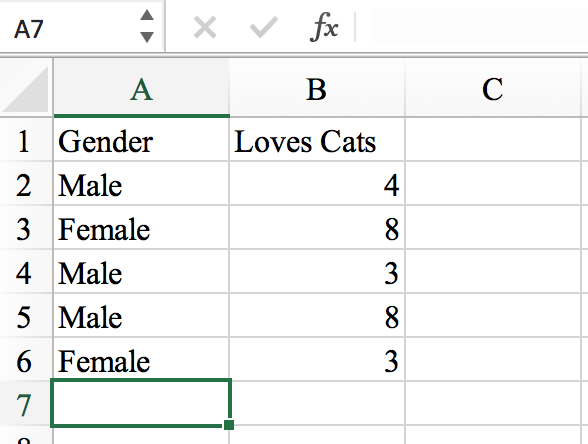 A7 fx
A B C
1 Gender Loves Cats
2 Male 4
3 Female 8
4 Male 3
5 Male 8
6 Female 3
7